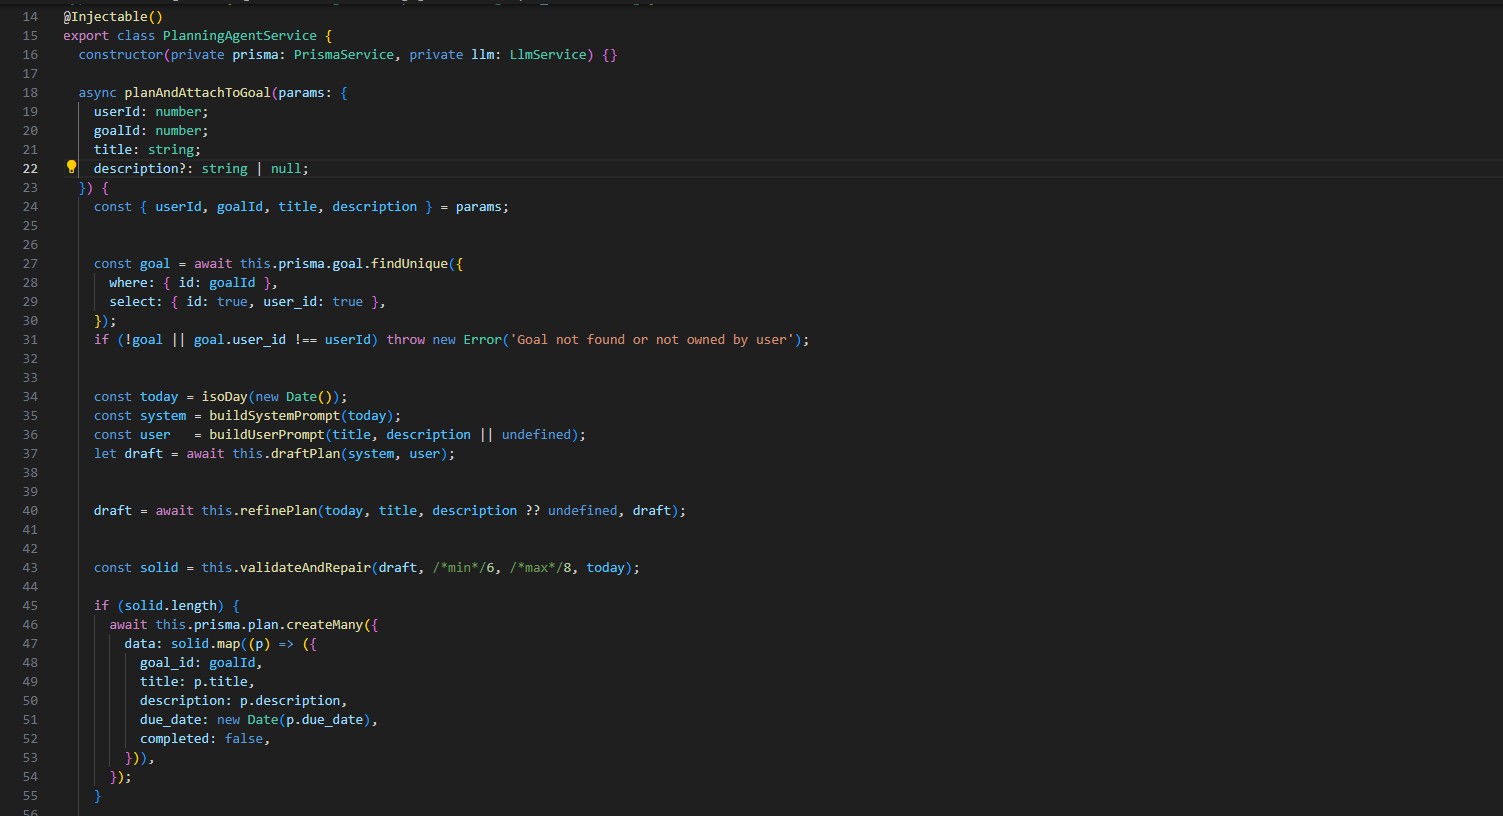 14 @Injectable()
15 export class PlanningAgentService {
16 constructor(private prisma: PrismaService, private llm: LlmService) {}
17
18 async planAndAttachToGoal(params: {
19 userId: number;
20 goalId: number;
21 title: string;
22 description?: string | null;
23 }) {
24 const { userId, goalId, title, description } = params;
25
26
27 const goal = await this.prisma.goal.findUnique({
28 where: { id: goalId },
29 select: { id: true, user_id: true },
30 });
31 if (!goal || goal.user_id !== userId) throw new Error('Goal not found or not owned by user');
32
33
34 const today = isoDay(new Date());
35 const system = buildSystemPrompt(today);
36 const user   = buildUserPrompt(title, description || undefined);
37 let draft = await this.draftPlan(system, user);
38
39
40 draft = await this.refinePlan(today, title, description ?? undefined, draft);
41
42
43 const solid = this.validateAndRepair(draft, /*min*/6, /*max*/8, today);
44
45 if (solid.length) {
46 await this.prisma.plan.createMany({
47 data: solid.map((p) => ({
48 goal_id: goalId,
49 title: p.title,
50 description: p.description,
51 due_date: new Date(p.due_date),
52 completed: false,
53 })),
54 });
55 }
56